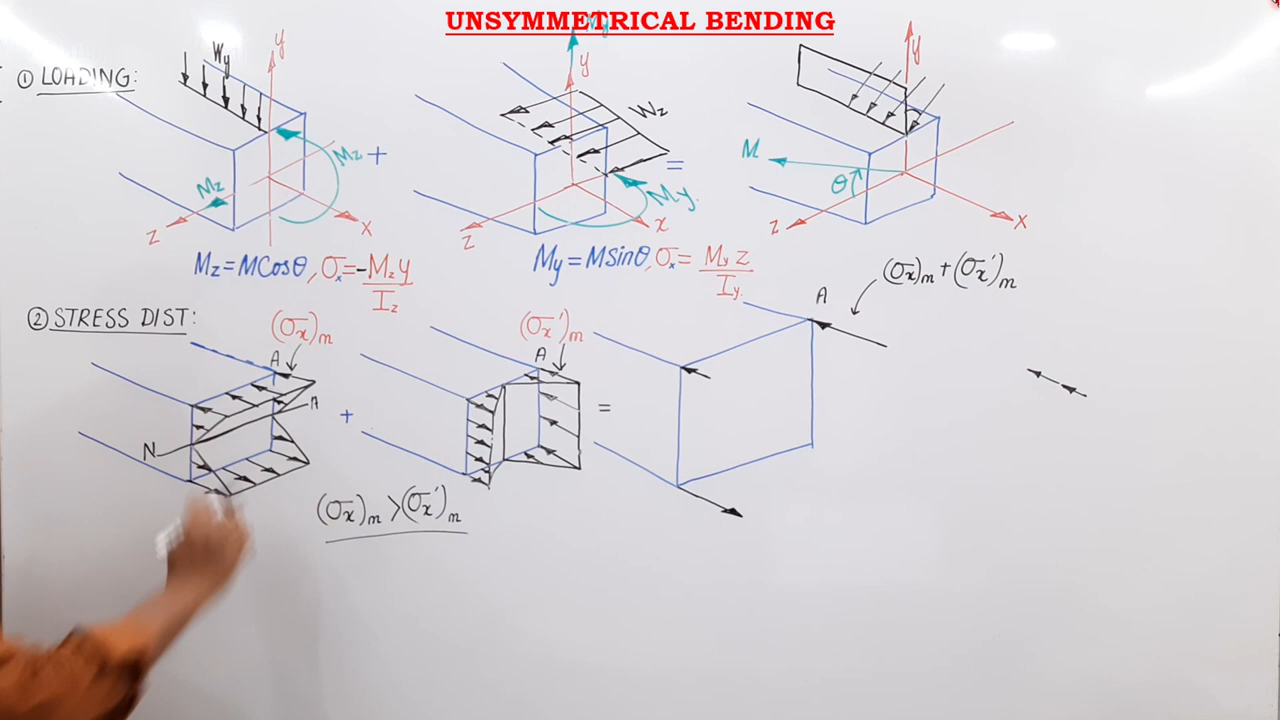 UNSYMMETRICAL BENDING
① LOADING:
Wy
y
Mz
Mz
+
z
x
My
y
Wz
=
My.
z
x
y
M
θ
z
x
Mz = MCosθ, σx = -Mz y / Iz
My = MSinθ, σx = My z / Iy.
② STRESS DIST:
(σx)m
A
A
N
+
(σx')m
A
=
(σx)m + (σx')m
A
(σx)m > (σx')m